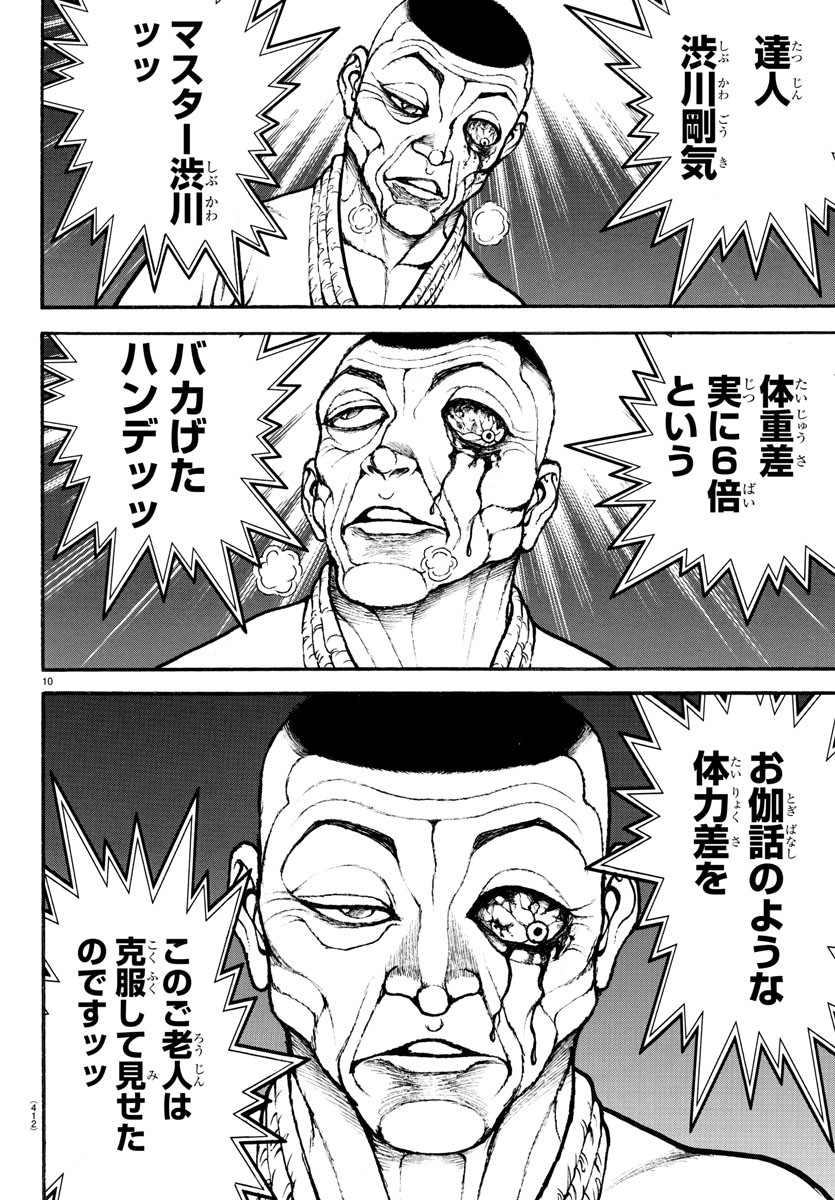 達人
渋川剛気
マスター渋川
ッッ
体重差
実に6倍
という
バカげた
ハンデッッ
お伽話のような
体力差を
このご老人は
克服して見せた
のですッッ
10
(412)